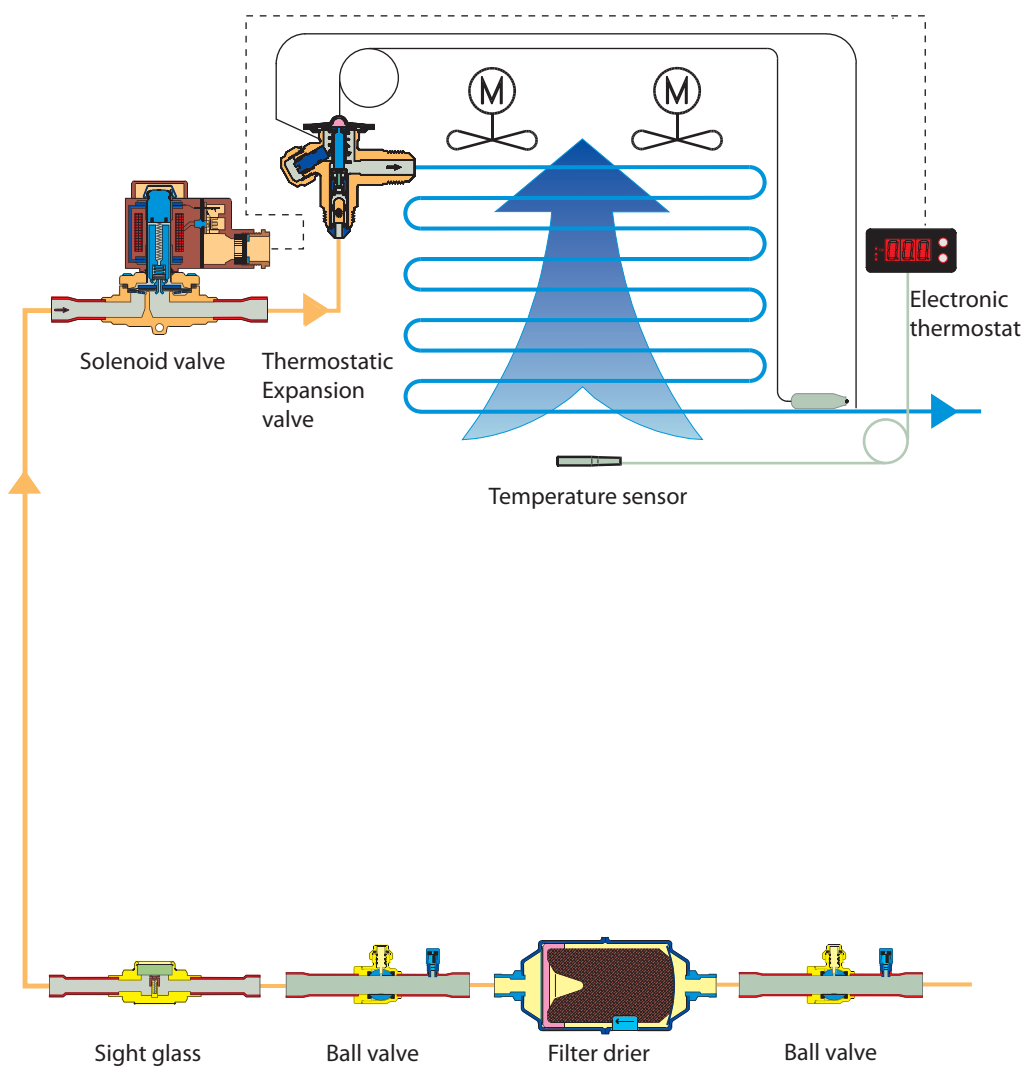 M
M
Electronic
thermostat
Solenoid valve
Thermostatic
Expansion
valve
Temperature sensor
Sight glass
Ball valve
Filter drier
Ball valve